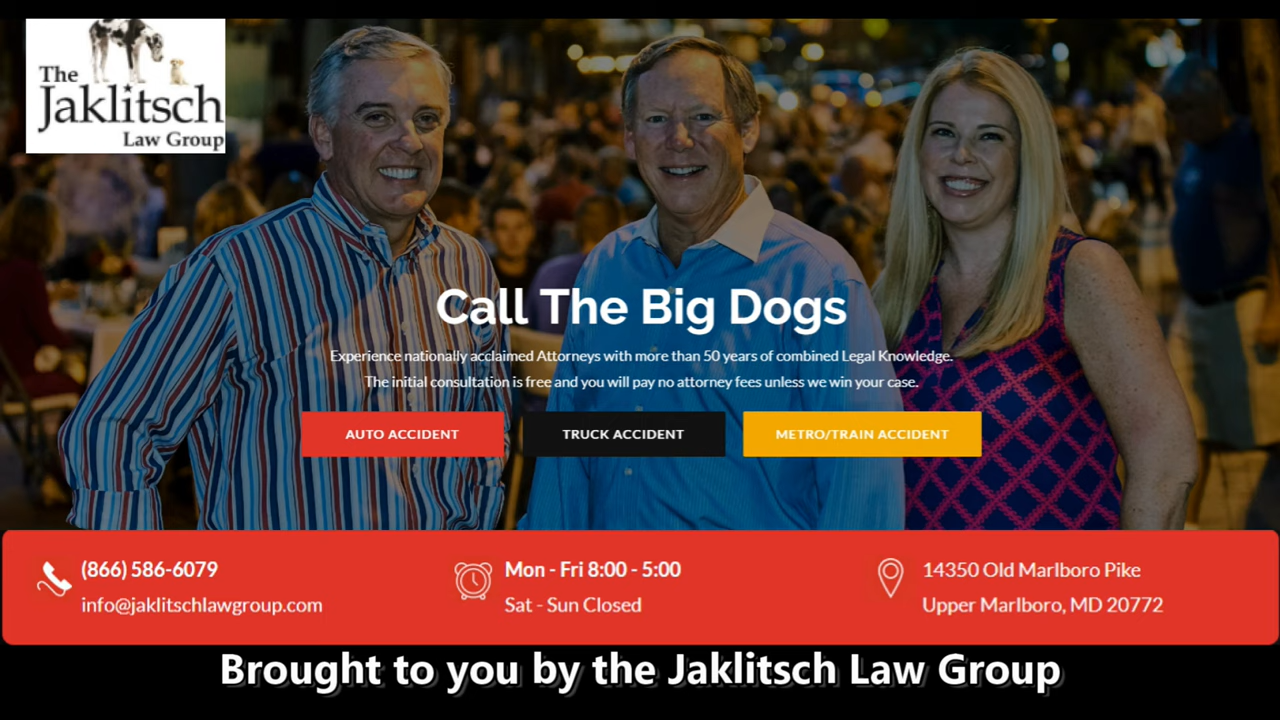 The
Jaklitsch
Law Group
Call The Big Dogs
Experience nationally acclaimed Attorneys with more than 50 years of combined Legal Knowledge.
The initial consultation is free and you will pay no attorney fees unless we win your case.
AUTO ACCIDENT
TRUCK ACCIDENT
METRO/TRAIN ACCIDENT
(866) 586-6079
info@jaklitschlawgroup.com
Mon - Fri 8:00 - 5:00
Sat - Sun Closed
14350 Old Marlboro Pike
Upper Marlboro, MD 20772
Brought to you by the Jaklitsch Law Group